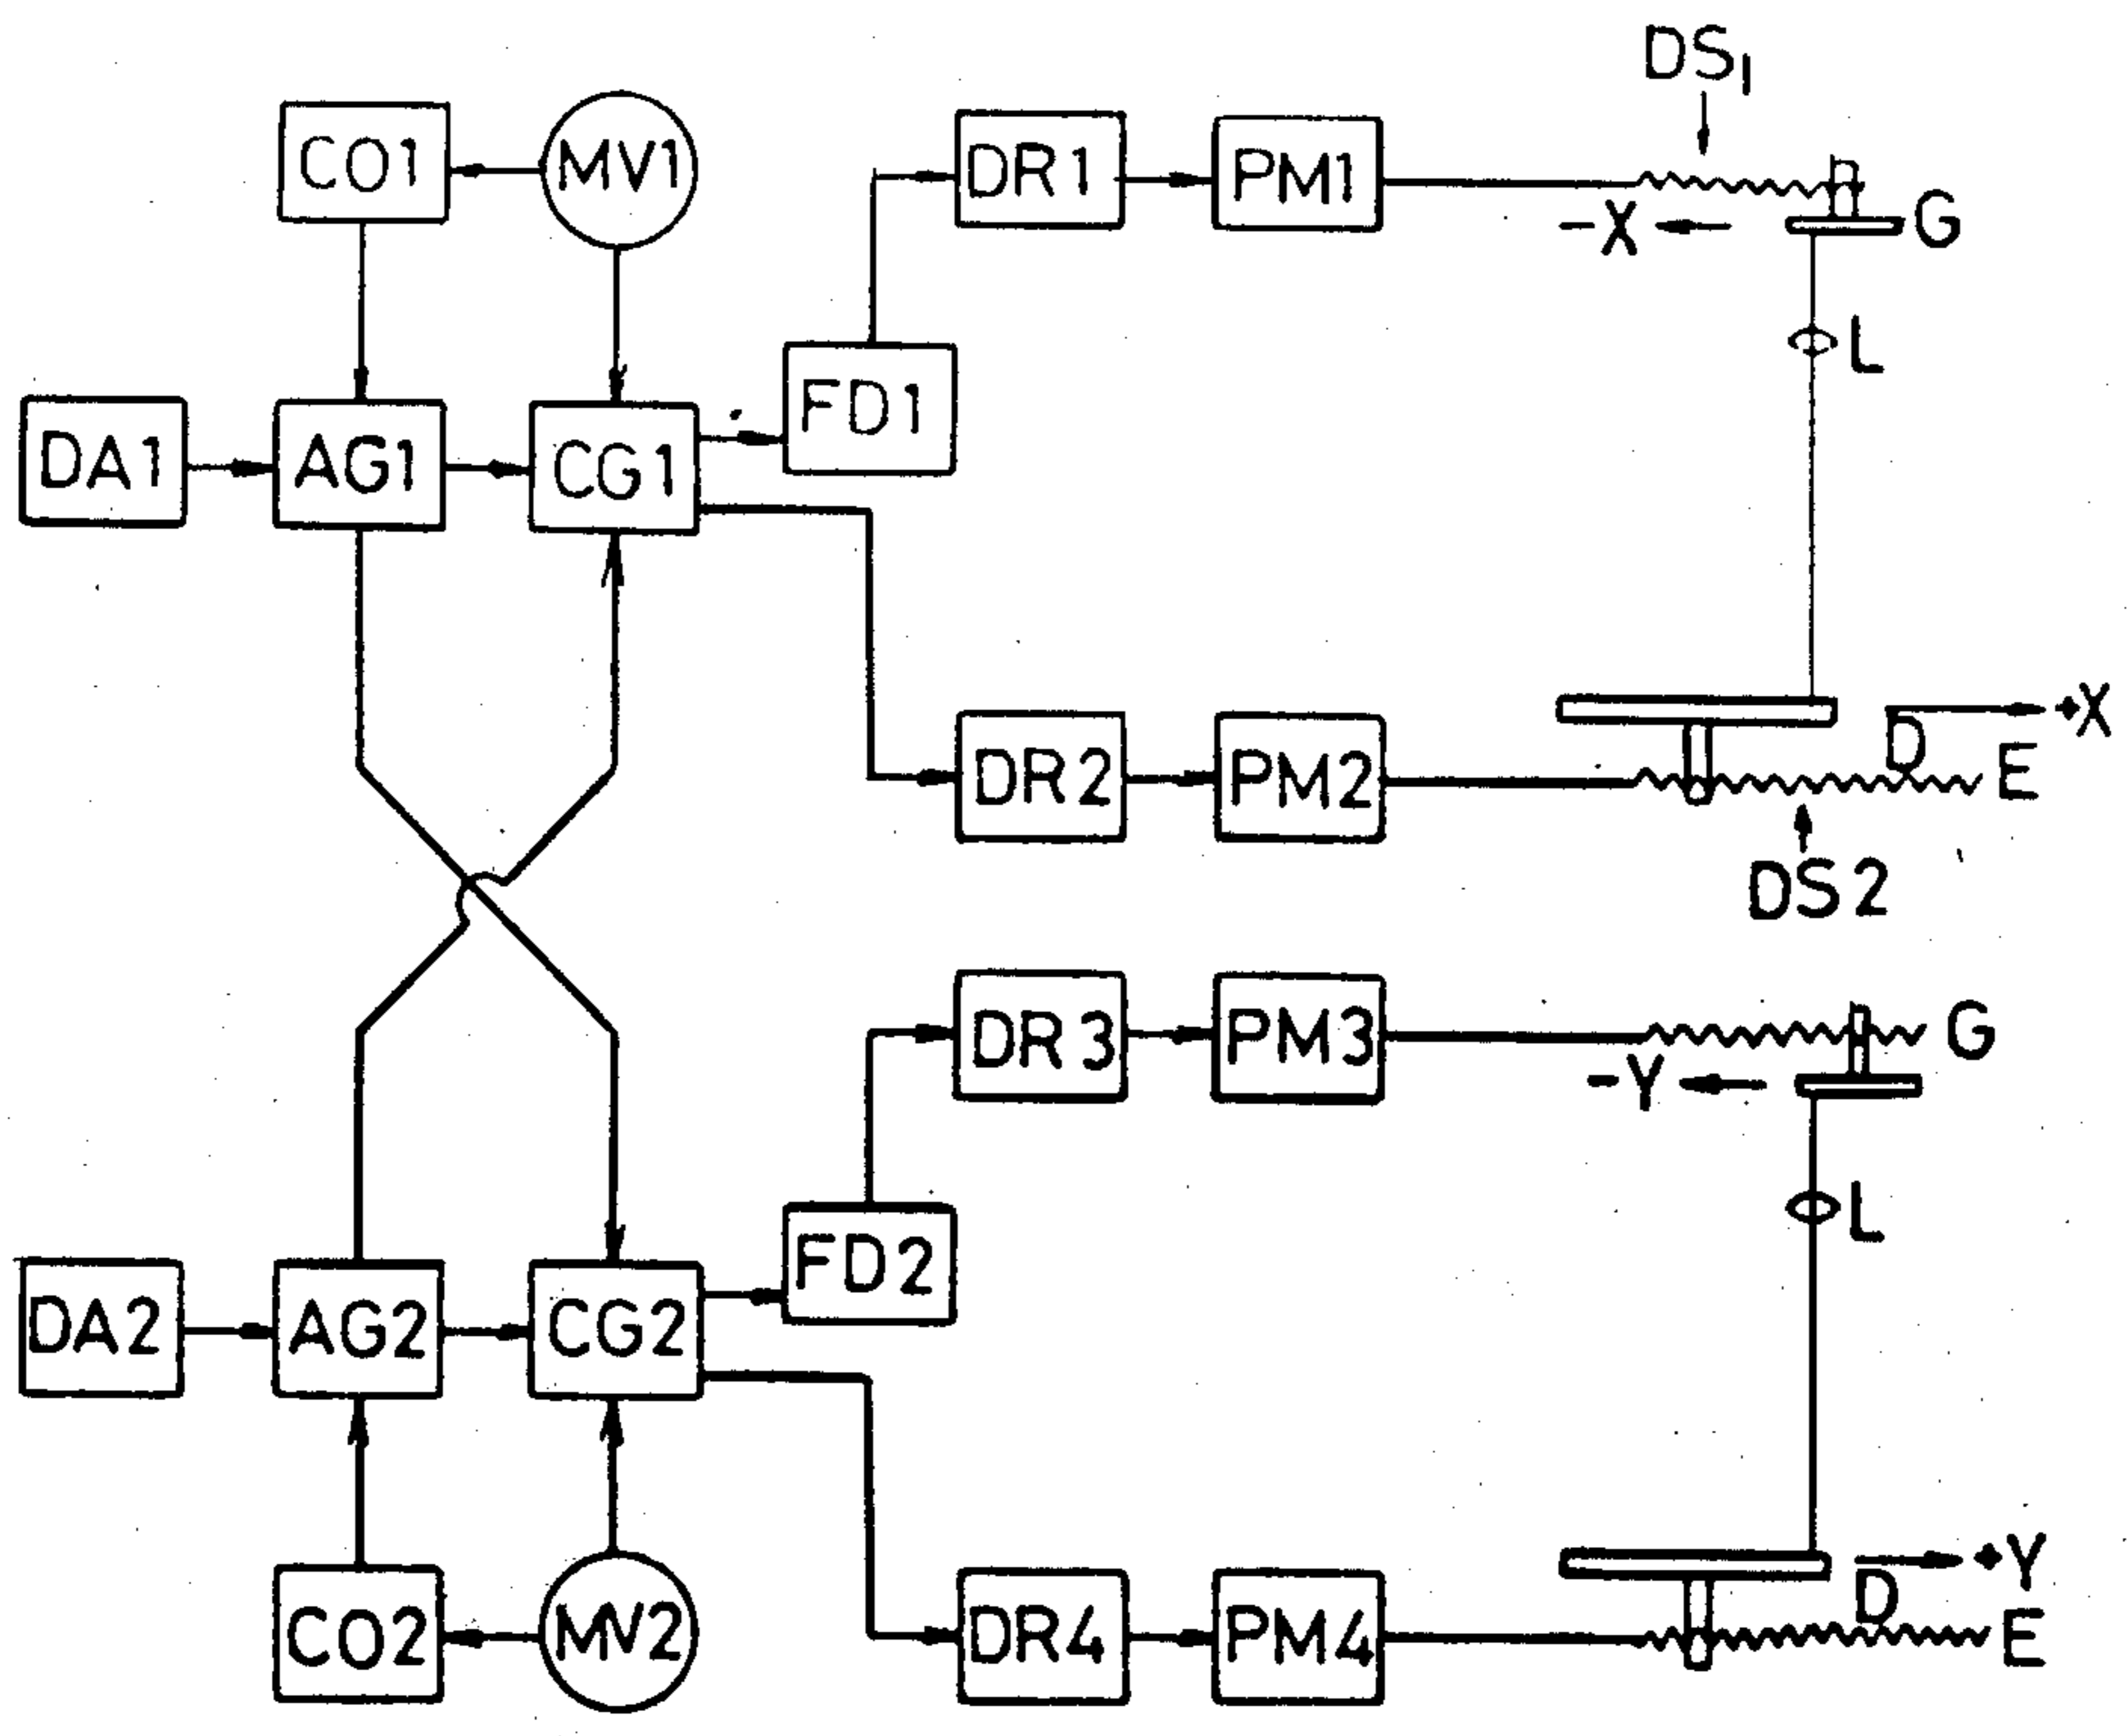 DS1
CO1
MV1
DR1
PM1
-X
G
L
FD1
DA1
AG1
CG1
+X
D
E
DR2
PM2
DS2
DR3
PM3
G
-Y
L
FD2
DA2
AG2
CG2
+Y
D
E
CO2
MV2
DR4
PM4